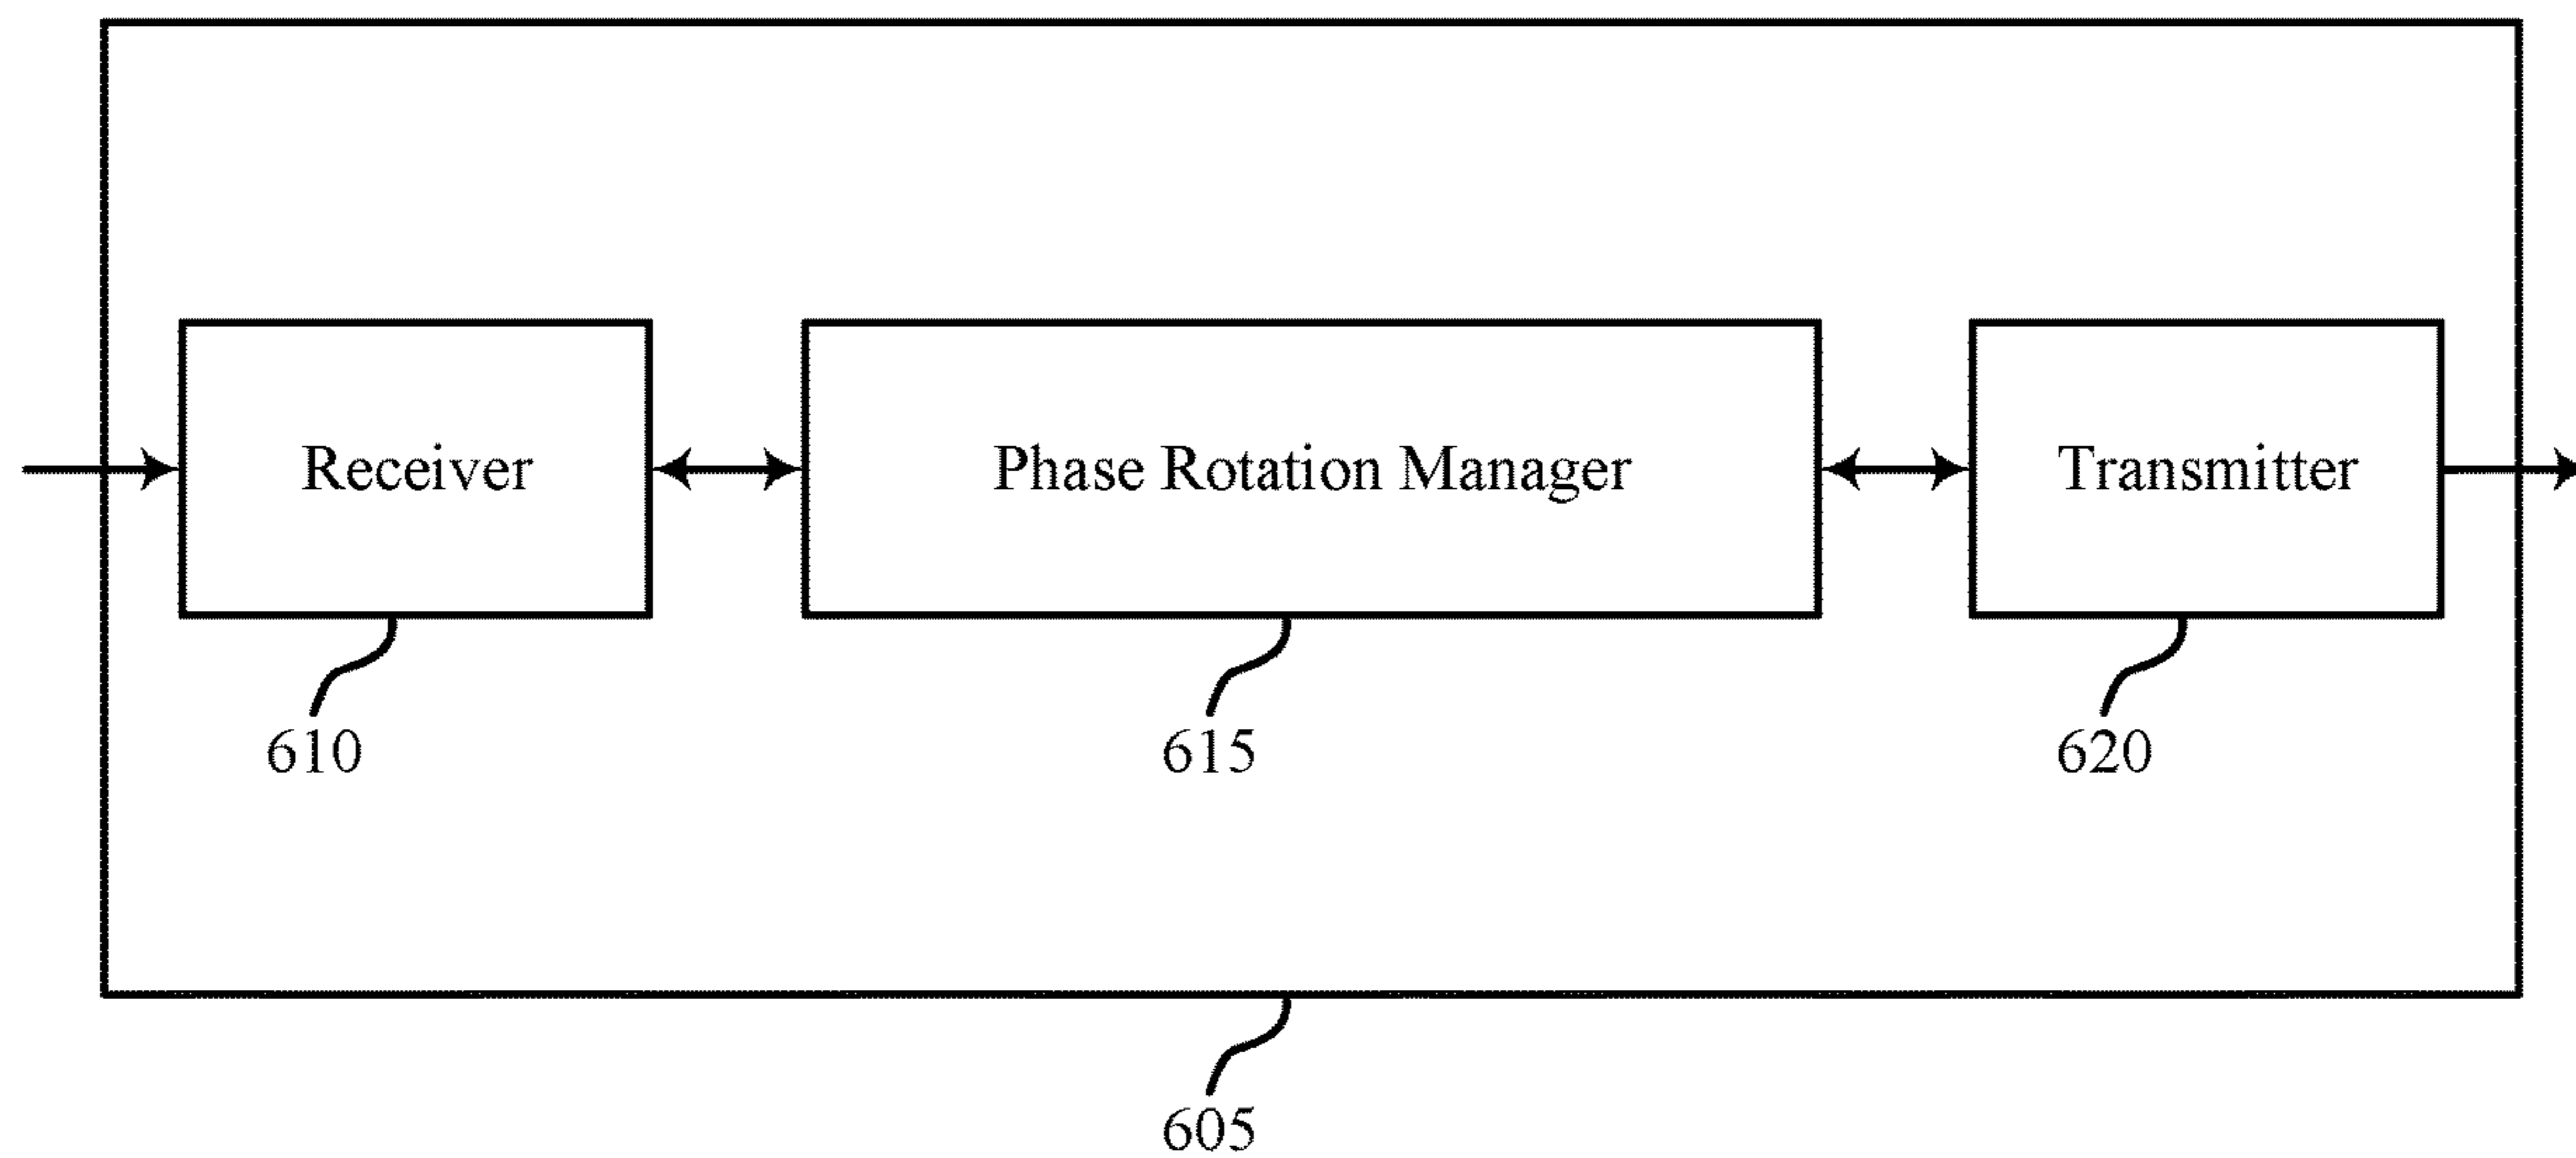 Receiver
Phase Rotation Manager
Transmitter
610
615
620
605